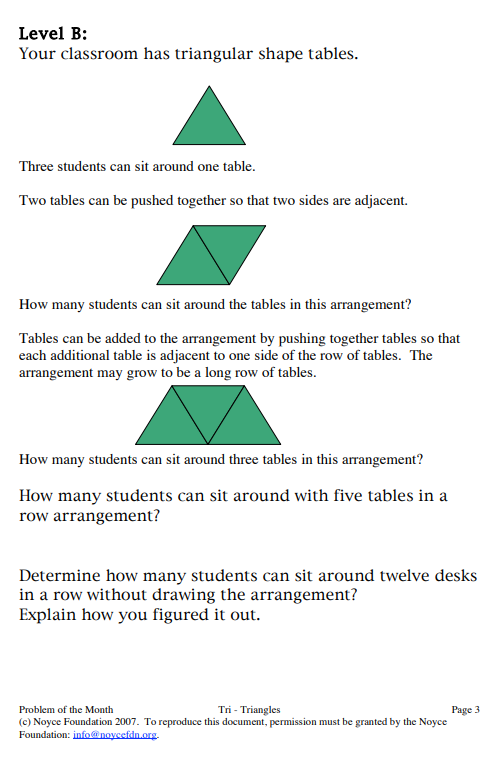 Level B:
Your classroom has triangular shape tables.
Three students can sit around one table.
Two tables can be pushed together so that two sides are adjacent.
How many students can sit around the tables in this arrangement?
Tables can be added to the arrangement by pushing together tables so that
each additional table is adjacent to one side of the row of tables.  The
arrangement may grow to be a long row of tables.
How many students can sit around three tables in this arrangement?
How many students can sit around with five tables in a
row arrangement?
Determine how many students can sit around twelve desks
in a row without drawing the arrangement?
Explain how you figured it out.
Problem of the Month Tri - Triangles Page 3
(c) Noyce Foundation 2007.  To reproduce this document, permission must be granted by the Noyce
Foundation: info@noycefdn.org.